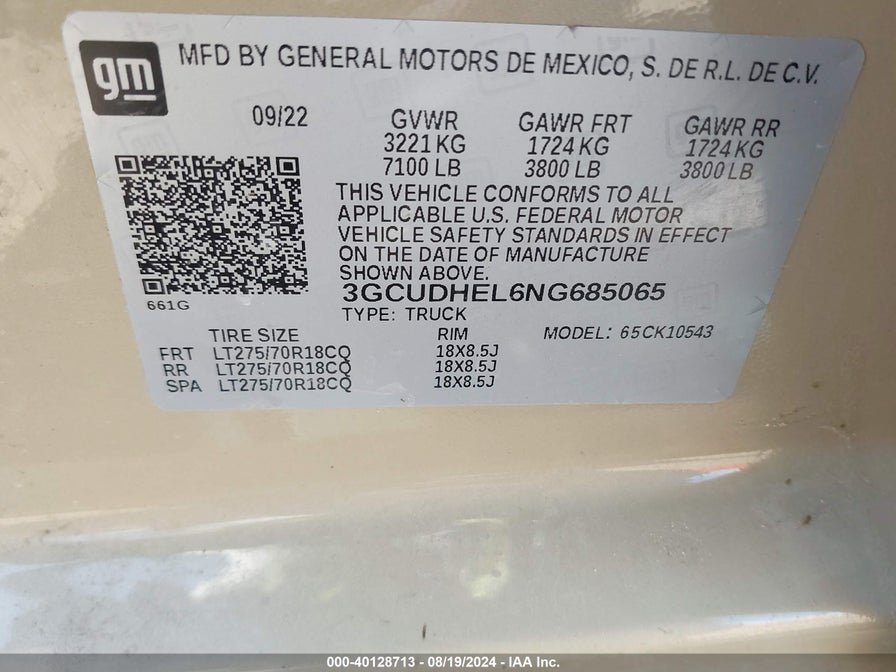 gm
MFD BY GENERAL MOTORS DE MEXICO, S. DE R.L. DE C.V.
09/22 GVWR GAWR FRT GAWR RR
3221 KG 1724 KG 1724 KG
7100 LB 3800 LB 3800 LB
THIS VEHICLE CONFORMS TO ALL
APPLICABLE U.S. FEDERAL MOTOR
VEHICLE SAFETY STANDARDS IN EFFECT
ON THE DATE OF MANUFACTURE
SHOWN ABOVE.
661G 3GCUDHEL6NG685065
TYPE: TRUCK
TIRE SIZE RIM MODEL: 65CK10543
FRT LT275/70R18CQ 18X8.5J
RR LT275/70R18CQ 18X8.5J
SPA LT275/70R18CQ 18X8.5J
000-40128713 - 08/19/2024 - IAA Inc.